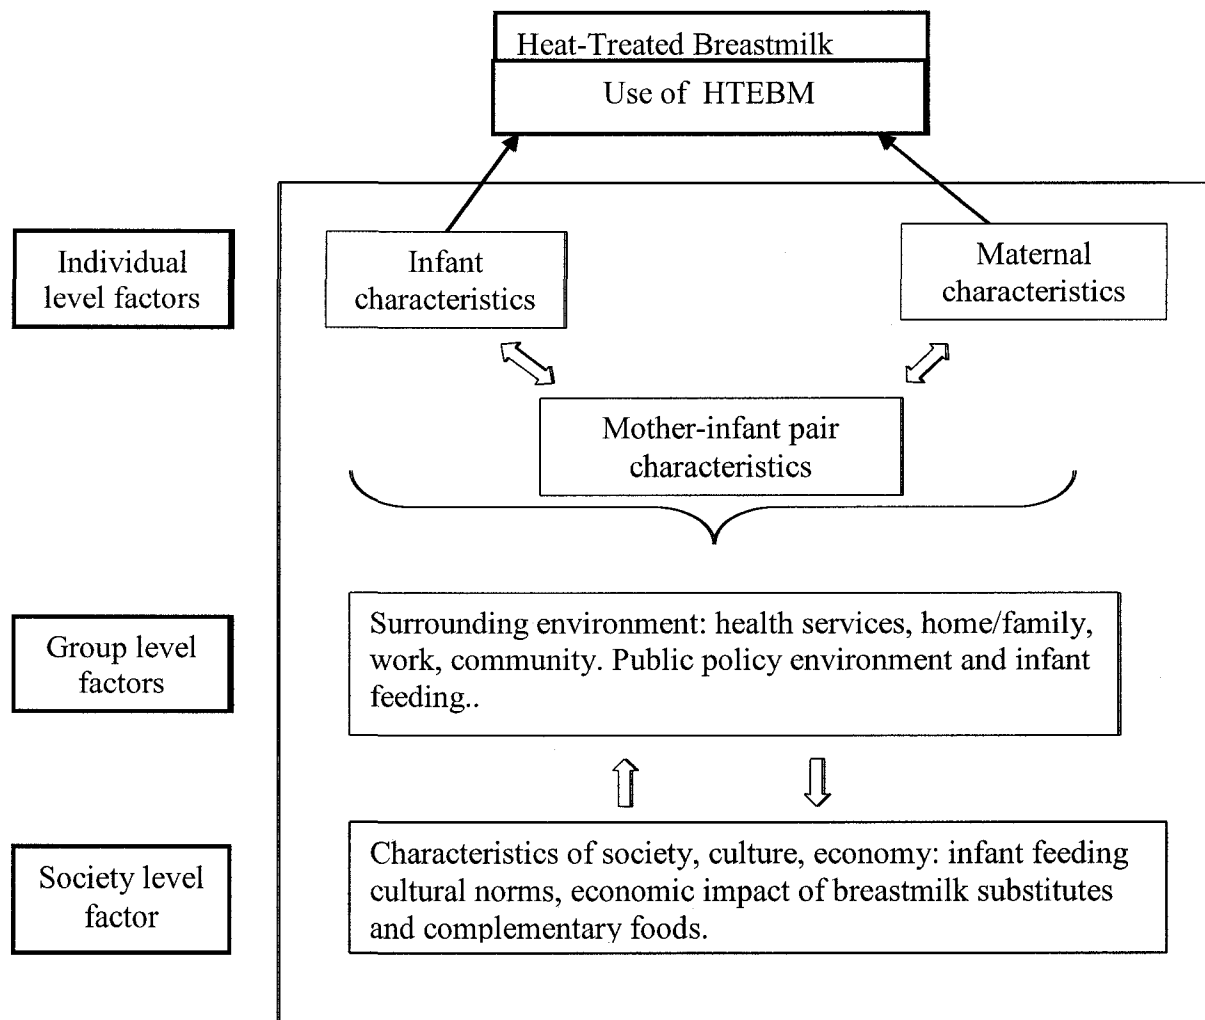 Heat-Treated Breastmilk
Use of HTEBM
Individual
level factors
Infant
characteristics
Maternal
characteristics
Mother-infant pair
characteristics
Group level
factors
Surrounding environment: health services, home/family,
work, community. Public policy environment and infant
feeding..
Society level
factor
Characteristics of society, culture, economy: infant feeding
cultural norms, economic impact of breastmilk substitutes
and complementary foods.